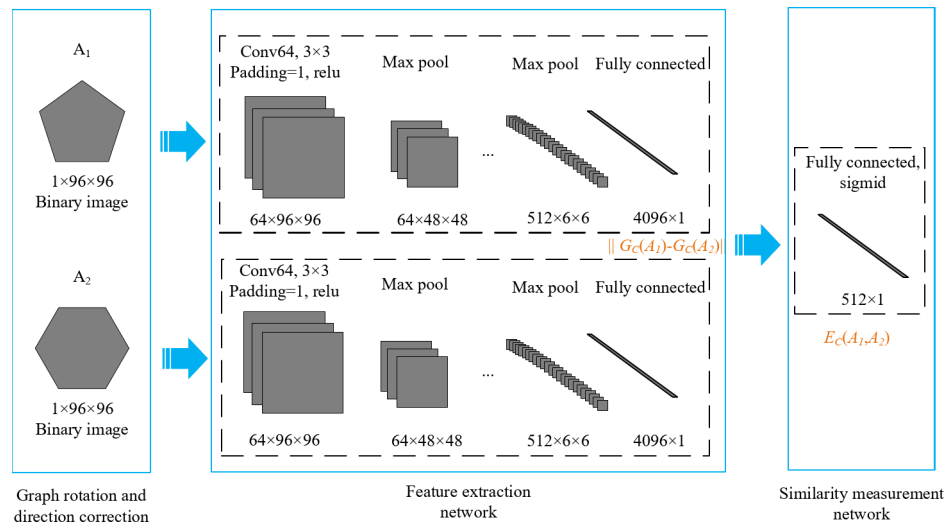 A₁
1×96×96
Binary image
A₂
1×96×96
Binary image
Graph rotation and
direction correction
Conv64, 3×3
Padding=1, relu
Max pool
...
Max pool
Fully connected
64×96×96
64×48×48
512×6×6
4096×1
|| G_C(A₁)-G_C(A₂)||
Conv64, 3×3
Padding=1, relu
Max pool
...
Max pool
Fully connected
64×96×96
64×48×48
512×6×6
4096×1
Feature extraction
network
Fully connected,
sigmid
512×1
E_C(A₁,A₂)
Similarity measurement
network